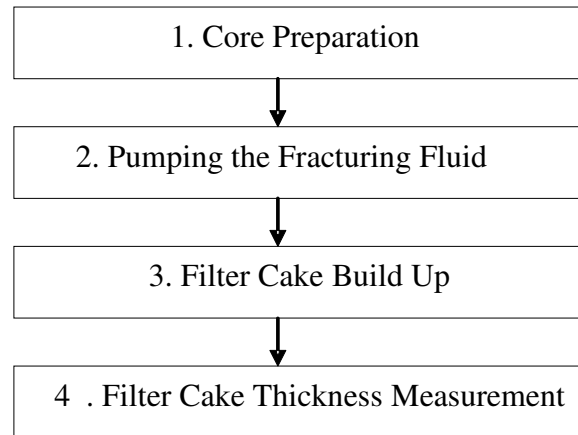 1. Core Preparation
2. Pumping the Fracturing Fluid
3. Filter Cake Build Up
4 . Filter Cake Thickness Measurement